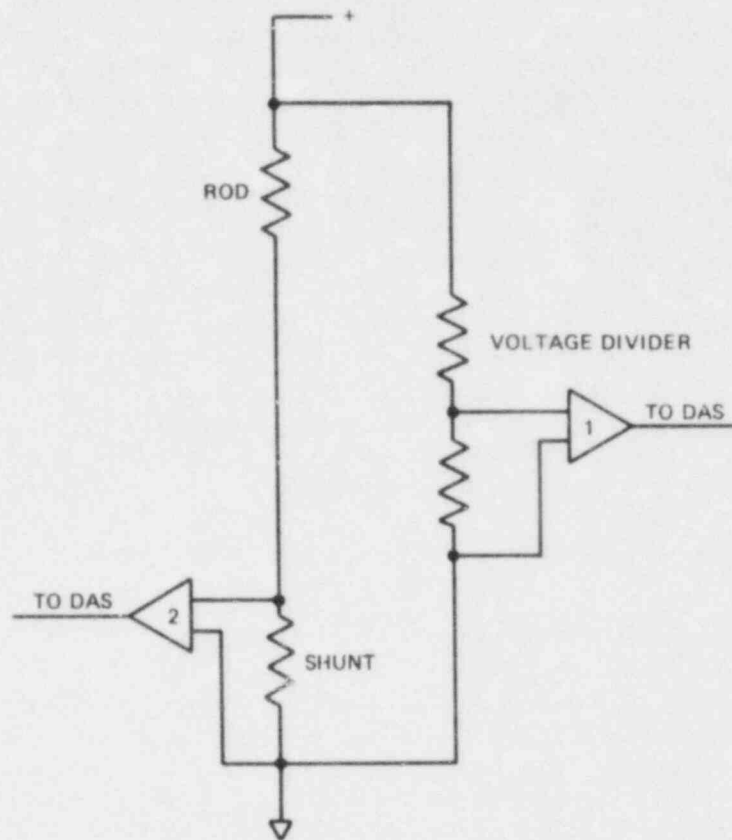 +
ROD
VOLTAGE DIVIDER
1
TO DAS
TO DAS
2
SHUNT